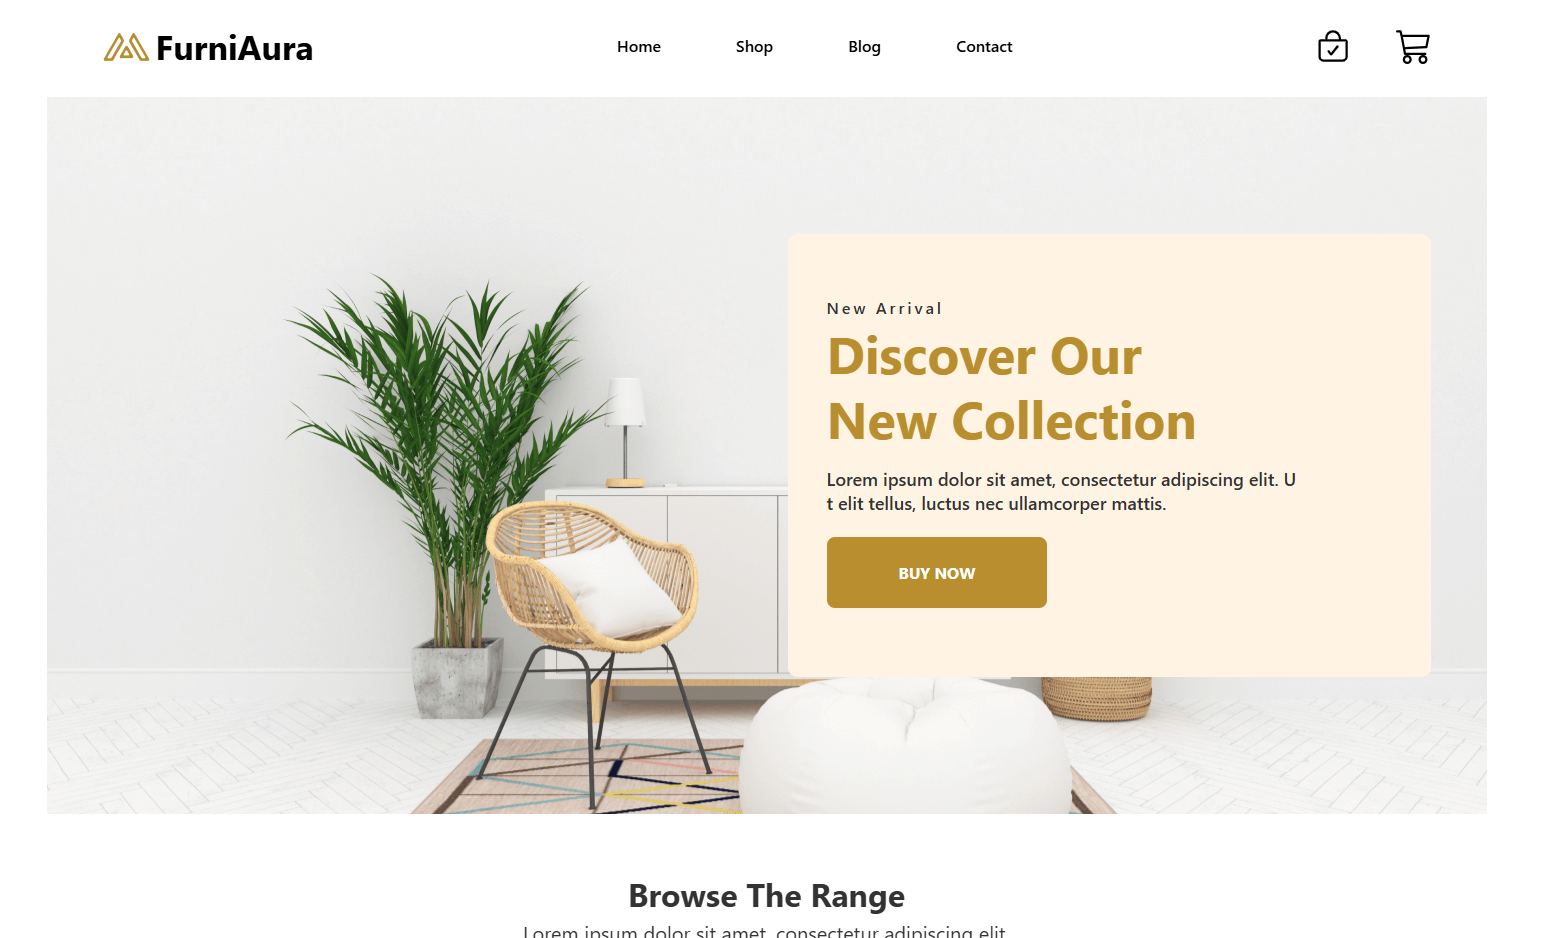 FurniAura
Home
Shop
Blog
Contact
New Arrival
Discover Our
New Collection
Lorem ipsum dolor sit amet, consectetur adipiscing elit. U
t elit tellus, luctus nec ullamcorper mattis.
BUY NOW
Browse The Range
Lorem ipsum dolor sit amet, consectetur adipiscing elit